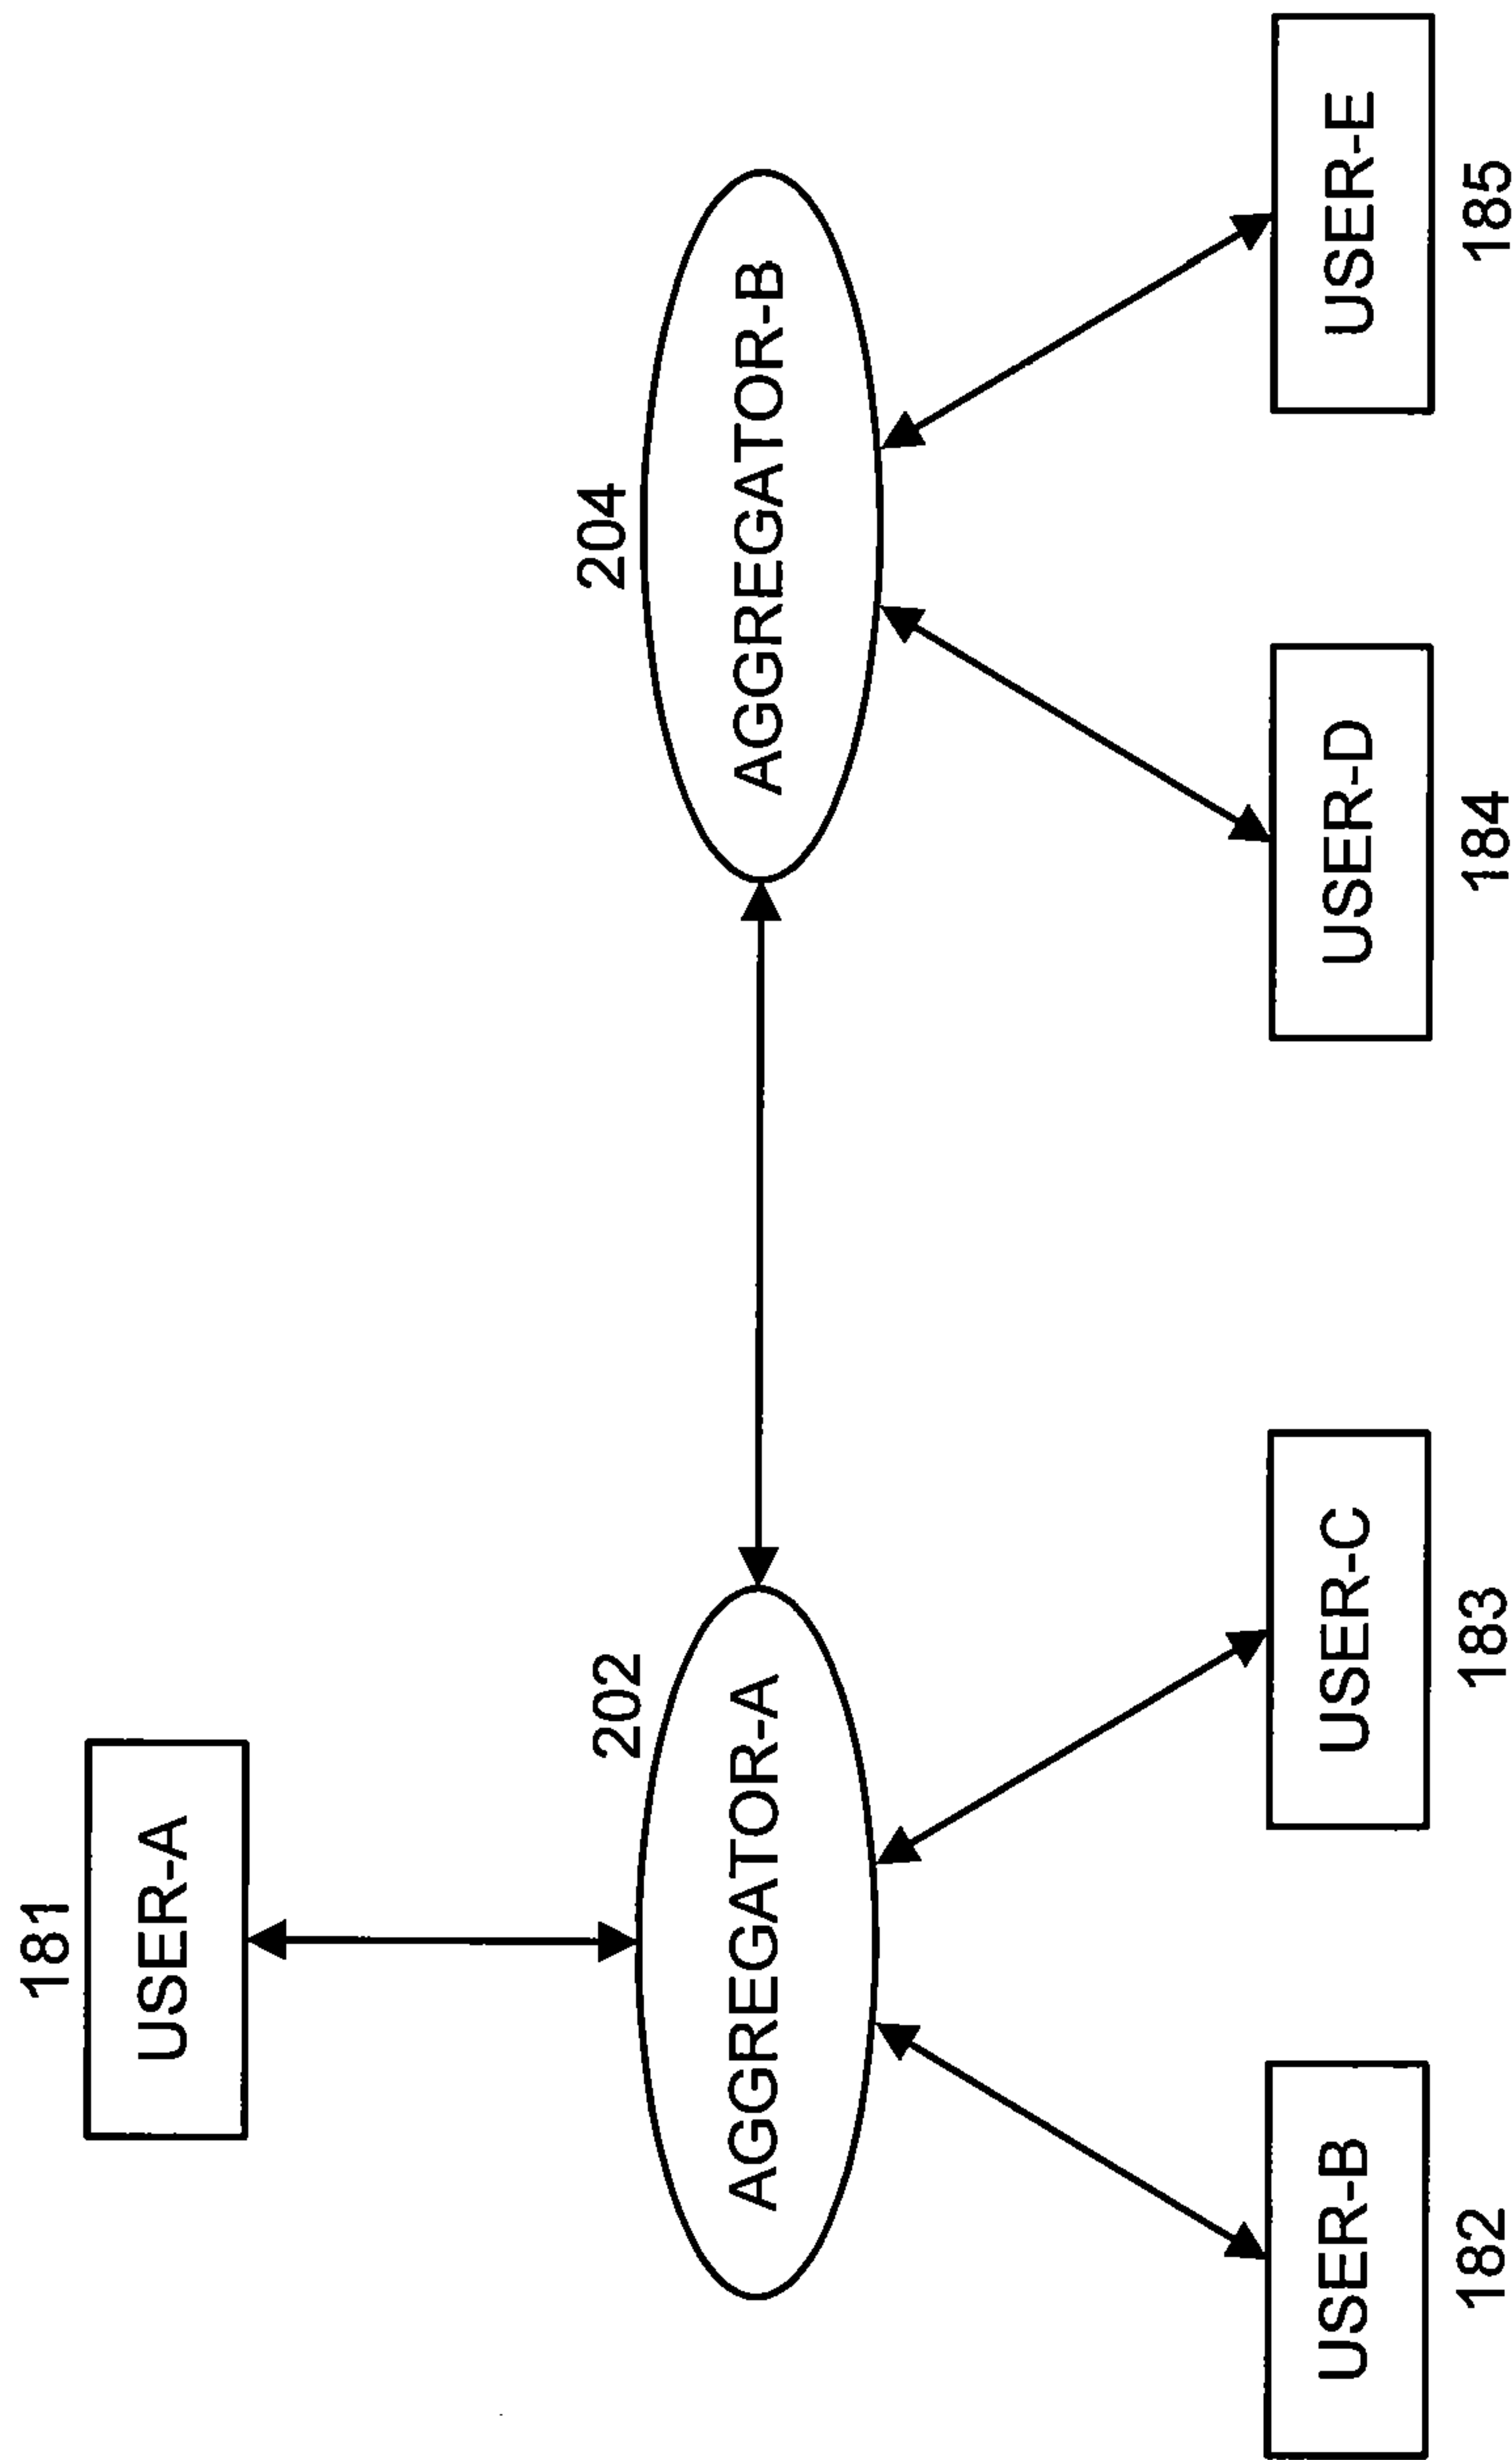 181
USER-A
202
AGGREGATOR-A
204
AGGREGATOR-B
USER-B
182
USER-C
183
USER-D
184
USER-E
185